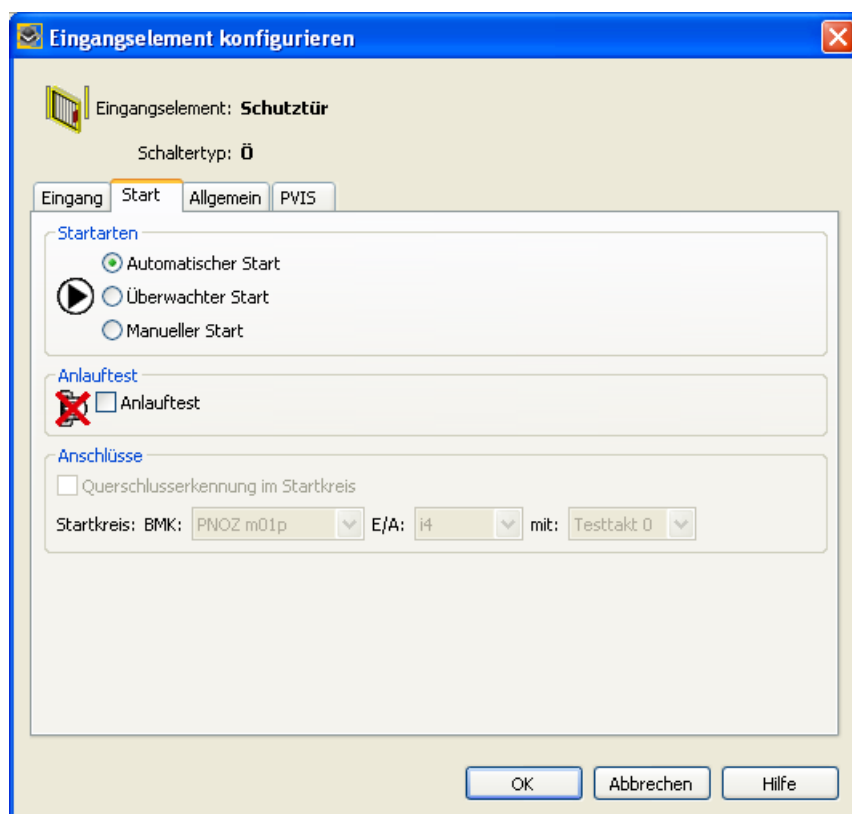 Eingangselement konfigurieren
Eingangselement: Schutztür
Schaltertyp: Ö
Eingang Start Allgemein PVIS
Startarten
Automatischer Start
Überwachter Start
Manueller Start
Anlauftest
Anlauftest
Anschlüsse
Querschlusserkennung im Startkreis
Startkreis: BMK: PNOZ m01p E/A: i4 mit: Testtakt 0
OK Abbrechen Hilfe